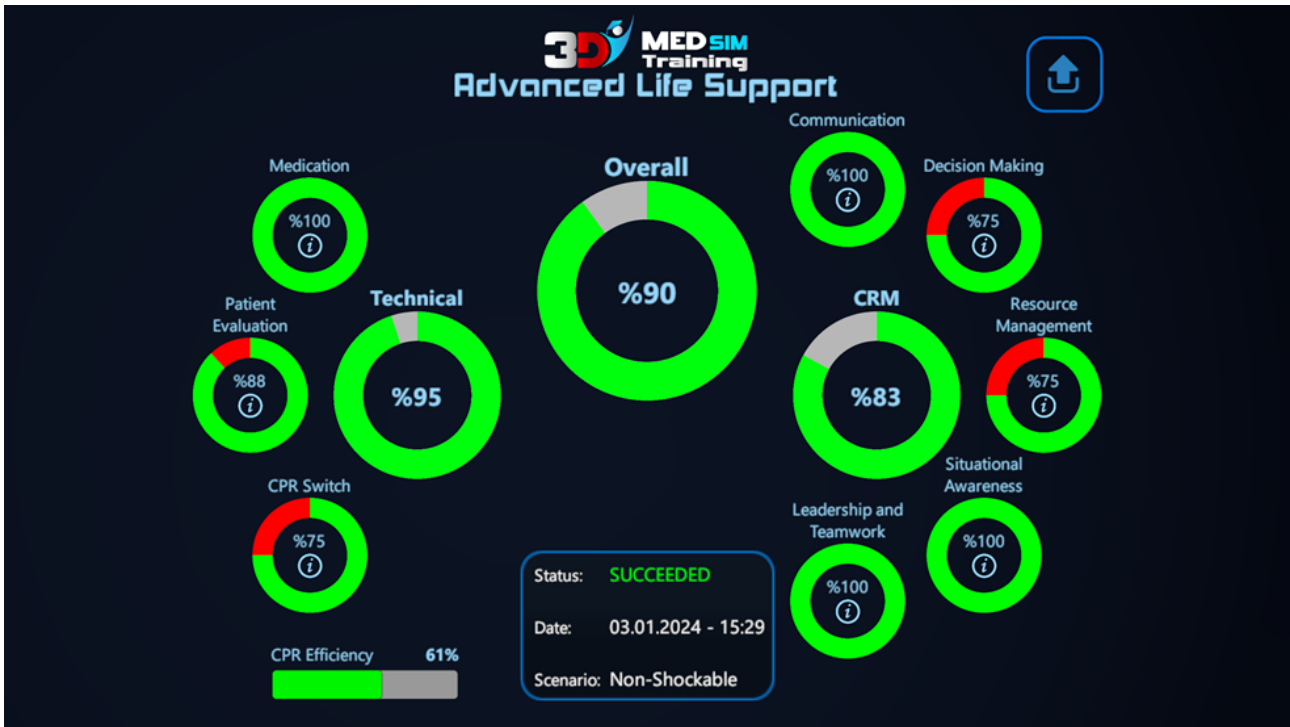 3D MED SIM
Training
Advanced Life Support
Communication
%100
Decision Making
%75
Medication
%100
Overall
%90
Patient
Evaluation
%88
Technical
%95
CRM
%83
Resource
Management
%75
CPR Switch
%75
Situational
Awareness
%100
Leadership and
Teamwork
%100
CPR Efficiency 61%
Status: SUCCEEDED
Date: 03.01.2024 - 15:29
Scenario: Non-Shockable